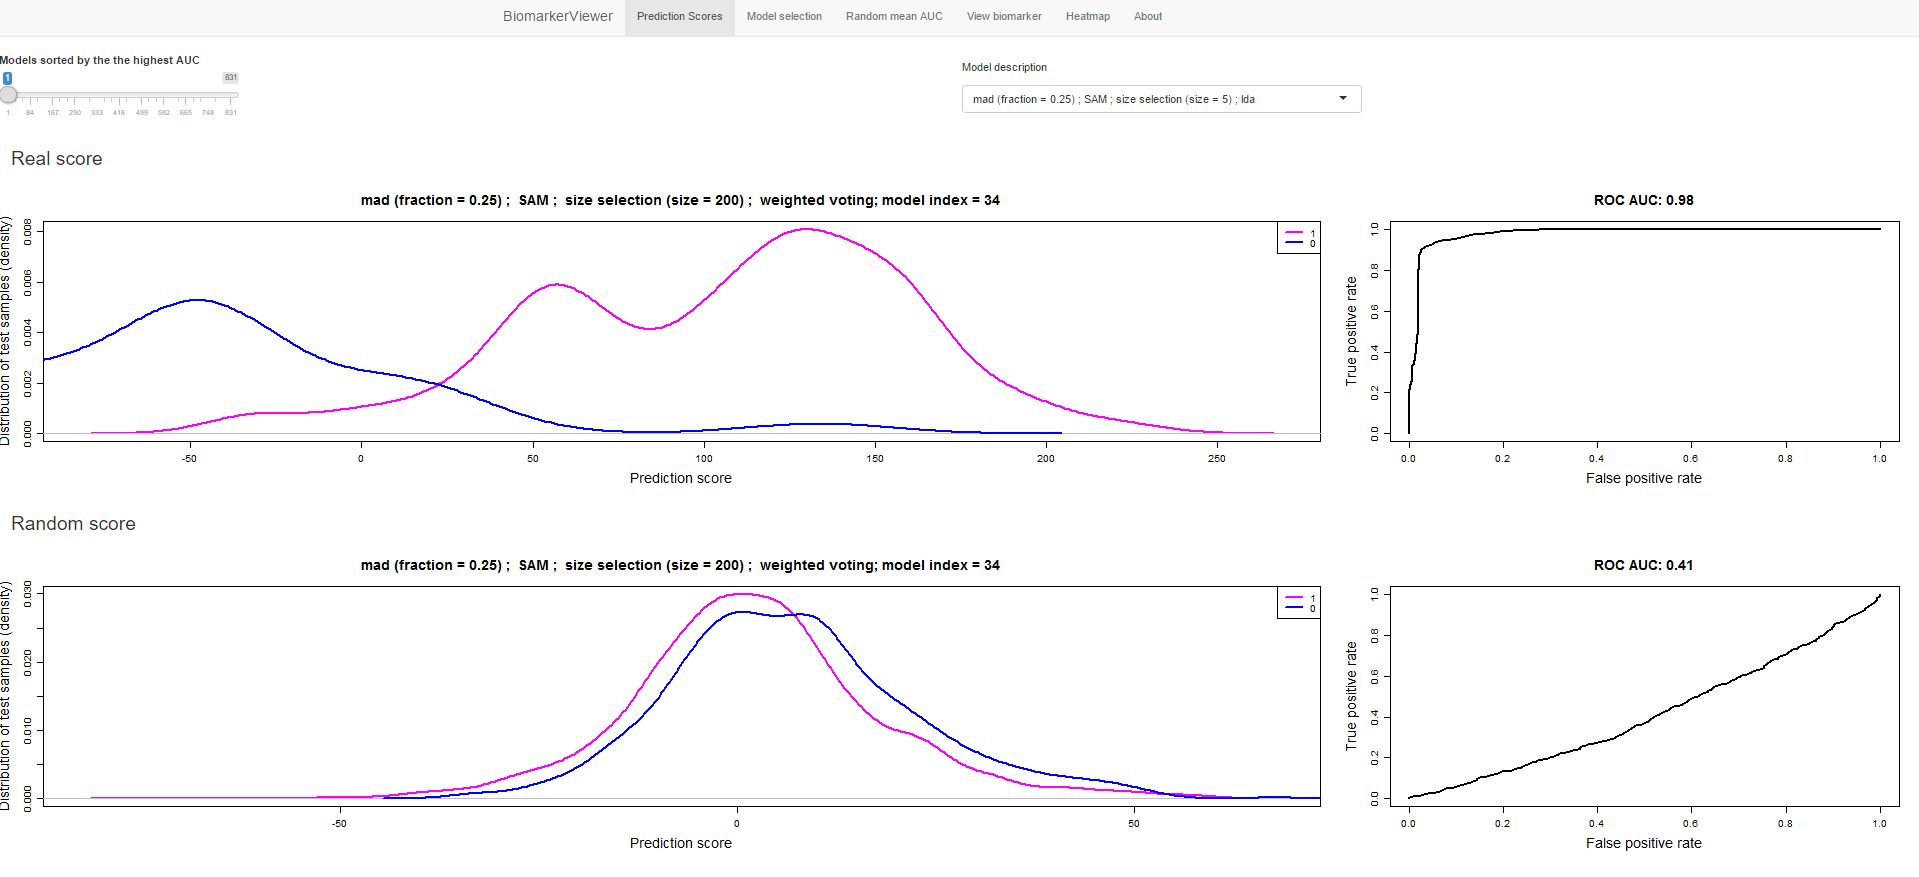 BiomarkerViewer Prediction Scores Model selection Random mean AUC View biomarker Heatmap About
Models sorted by the the highest AUC
1 831
1 84 167 250 333 416 499 582 665 748 831
Model description
mad (fraction = 0.25) ; SAM ; size selection (size = 5) ; lda
Real score
mad (fraction = 0.25) ; SAM ; size selection (size = 200) ; weighted voting; model index = 34
Distribution of test samples (density)
0.000 0.002 0.004 0.006 0.008
1
0
-50 0 50 100 150 200 250
Prediction score
ROC AUC: 0.98
True positive rate
0.0 0.2 0.4 0.6 0.8 1.0
0.0 0.2 0.4 0.6 0.8 1.0
False positive rate
Random score
mad (fraction = 0.25) ; SAM ; size selection (size = 200) ; weighted voting; model index = 34
Distribution of test samples (density)
0.000 0.010 0.020 0.030
1
0
-50 0 50
Prediction score
ROC AUC: 0.41
True positive rate
0.0 0.2 0.4 0.6 0.8 1.0
0.0 0.2 0.4 0.6 0.8 1.0
False positive rate